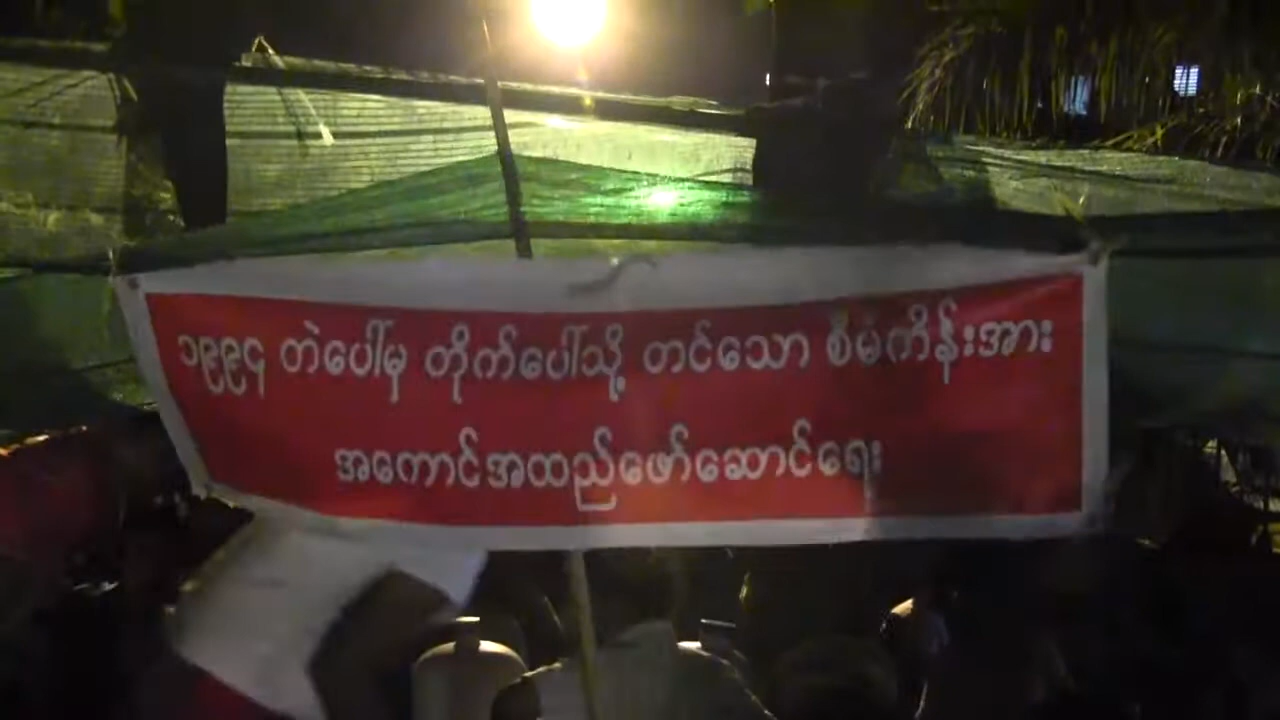 ၁၉၉၄ တဲပေါ်မှ တိုက်ပေါ်သို့ တင်သော စီမံကိန်းအား
အကောင်အထည်ဖော်ဆောင်ရေး